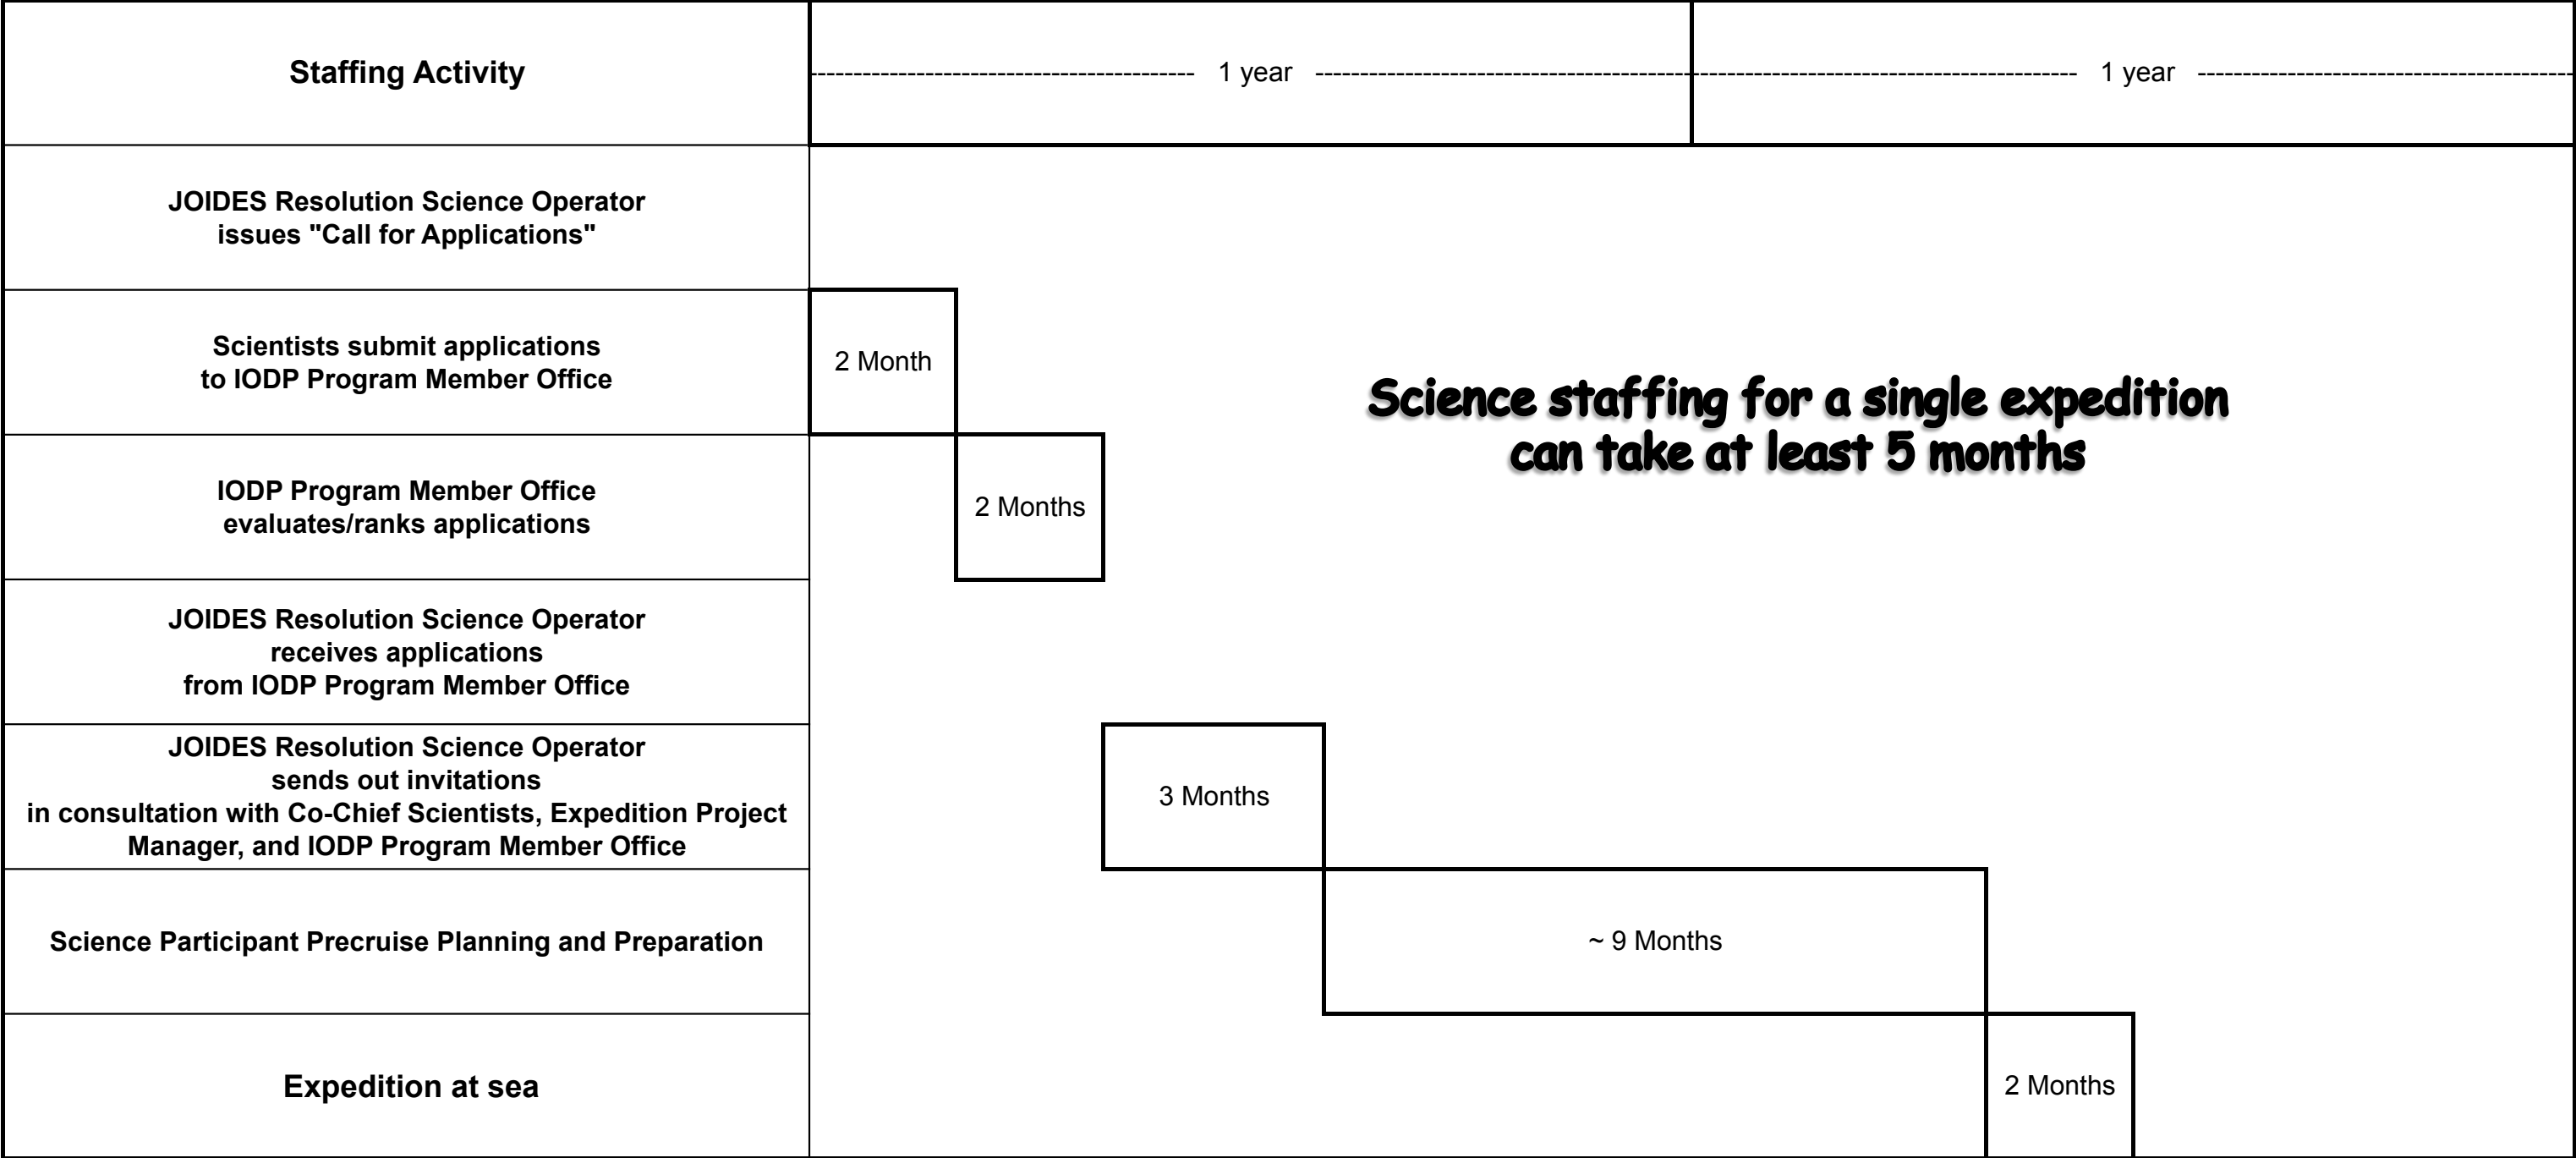 Staffing Activity
1 year
1 year
JOIDES Resolution Science Operator
issues "Call for Applications"
Scientists submit applications
to IODP Program Member Office
2 Month
Science staffing for a single expedition
can take at least 5 months
IODP Program Member Office
evaluates/ranks applications
2 Months
JOIDES Resolution Science Operator
receives applications
from IODP Program Member Office
JOIDES Resolution Science Operator
sends out invitations
in consultation with Co-Chief Scientists, Expedition Project
Manager, and IODP Program Member Office
3 Months
Science Participant Precruise Planning and Preparation
~ 9 Months
Expedition at sea
2 Months